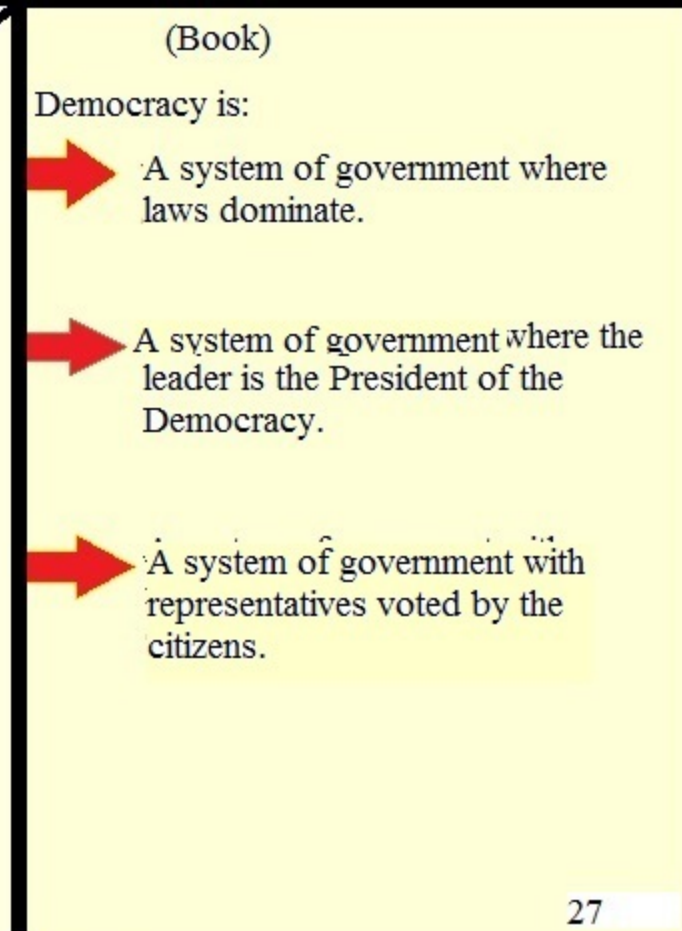 (Book)
Democracy is:
A system of government where
laws dominate.
A system of government where the
leader is the President of the
Democracy.
A system of government with
representatives voted by the
citizens.
27